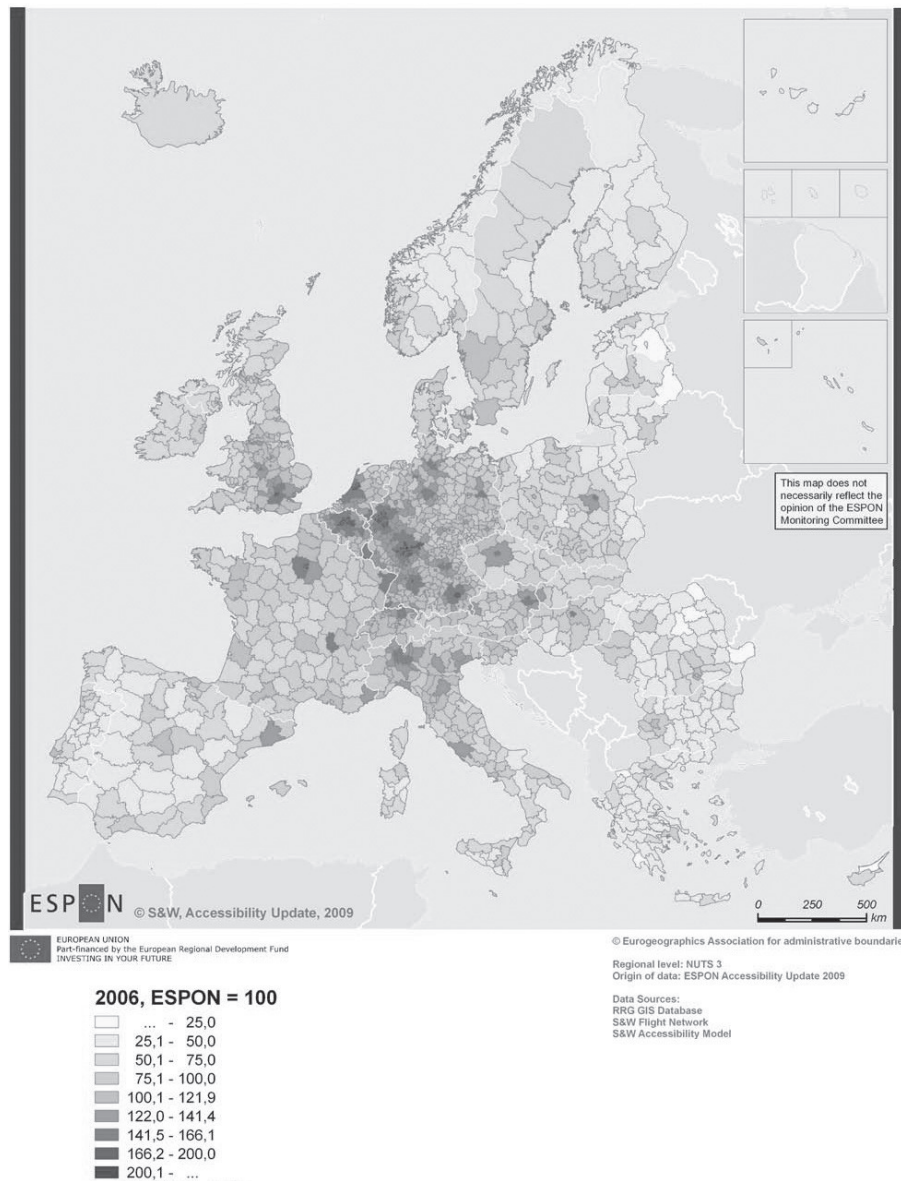 This map does not
necessarily reflect the
opinion of the ESPON
Monitoring Committee
ESPON
© S&W, Accessibility Update, 2009
0 250 500
km
EUROPEAN UNION
Part-financed by the European Regional Development Fund
INVESTING IN YOUR FUTURE
© Eurogeographics Association for administrative boundarie
Regional level: NUTS 3
Origin of data: ESPON Accessibility Update 2009
Data Sources:
RRG GIS Database
S&W Flight Network
S&W Accessibility Model
2006, ESPON = 100
... - 25,0
25,1 - 50,0
50,1 - 75,0
75,1 - 100,0
100,1 - 121,9
122,0 - 141,4
141,5 - 166,1
166,2 - 200,0
200,1 - ...